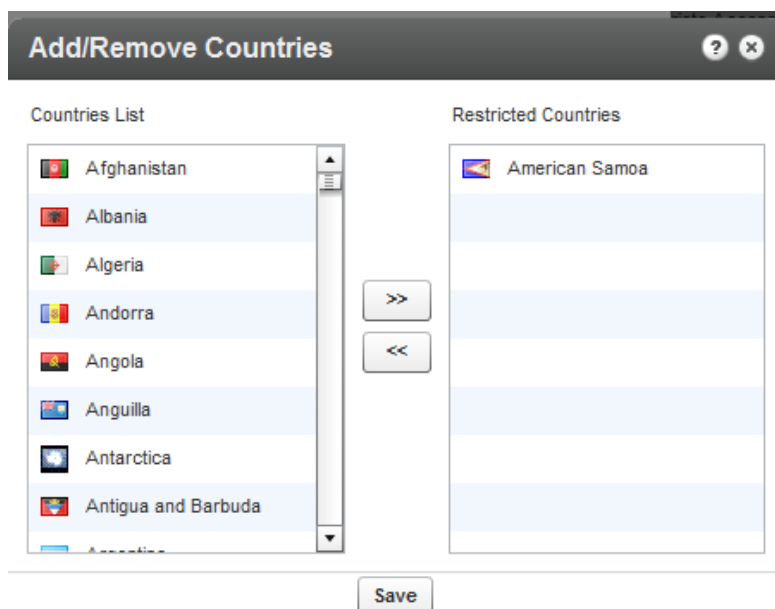 Add/Remove Countries
Countries List
Restricted Countries
Afghanistan
Albania
Algeria
Andorra
Angola
Anguilla
Antarctica
Antigua and Barbuda
American Samoa
>>
<<
Save